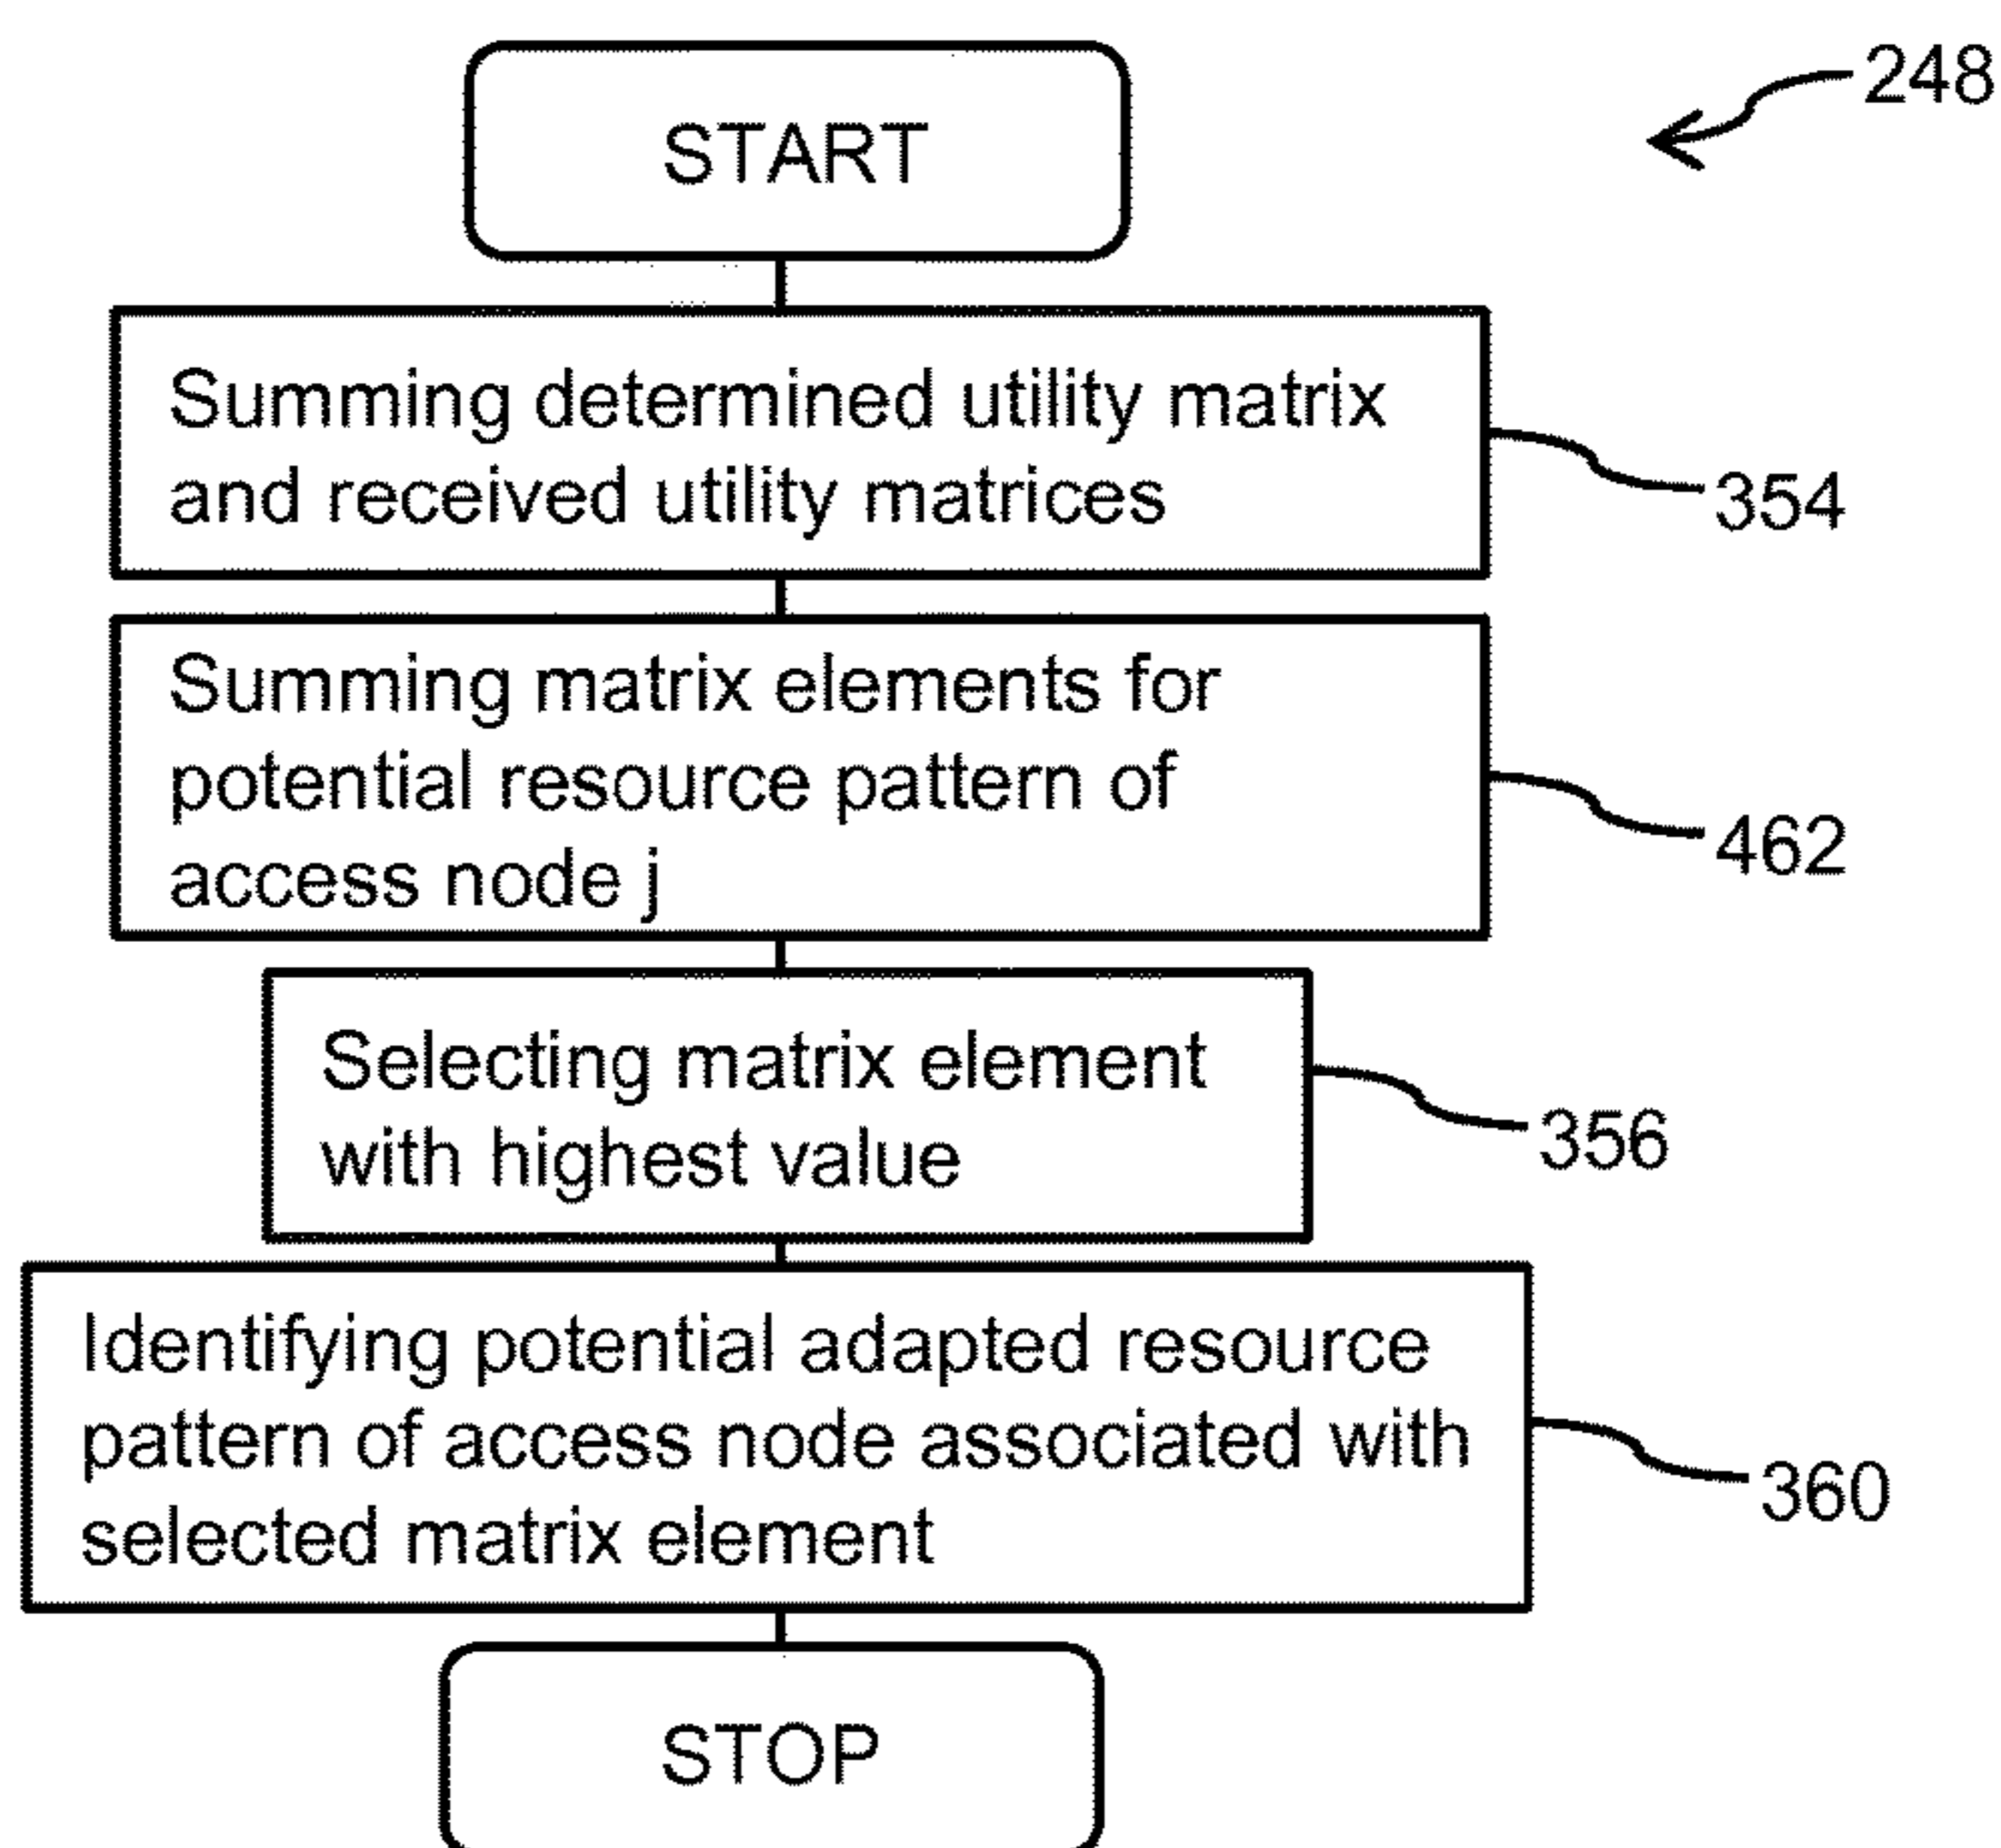 START
248
Summing determined utility matrix
and received utility matrices
354
Summing matrix elements for
potential resource pattern of
access node j
462
Selecting matrix element
with highest value
356
Identifying potential adapted resource
pattern of access node associated with
selected matrix element
360
STOP